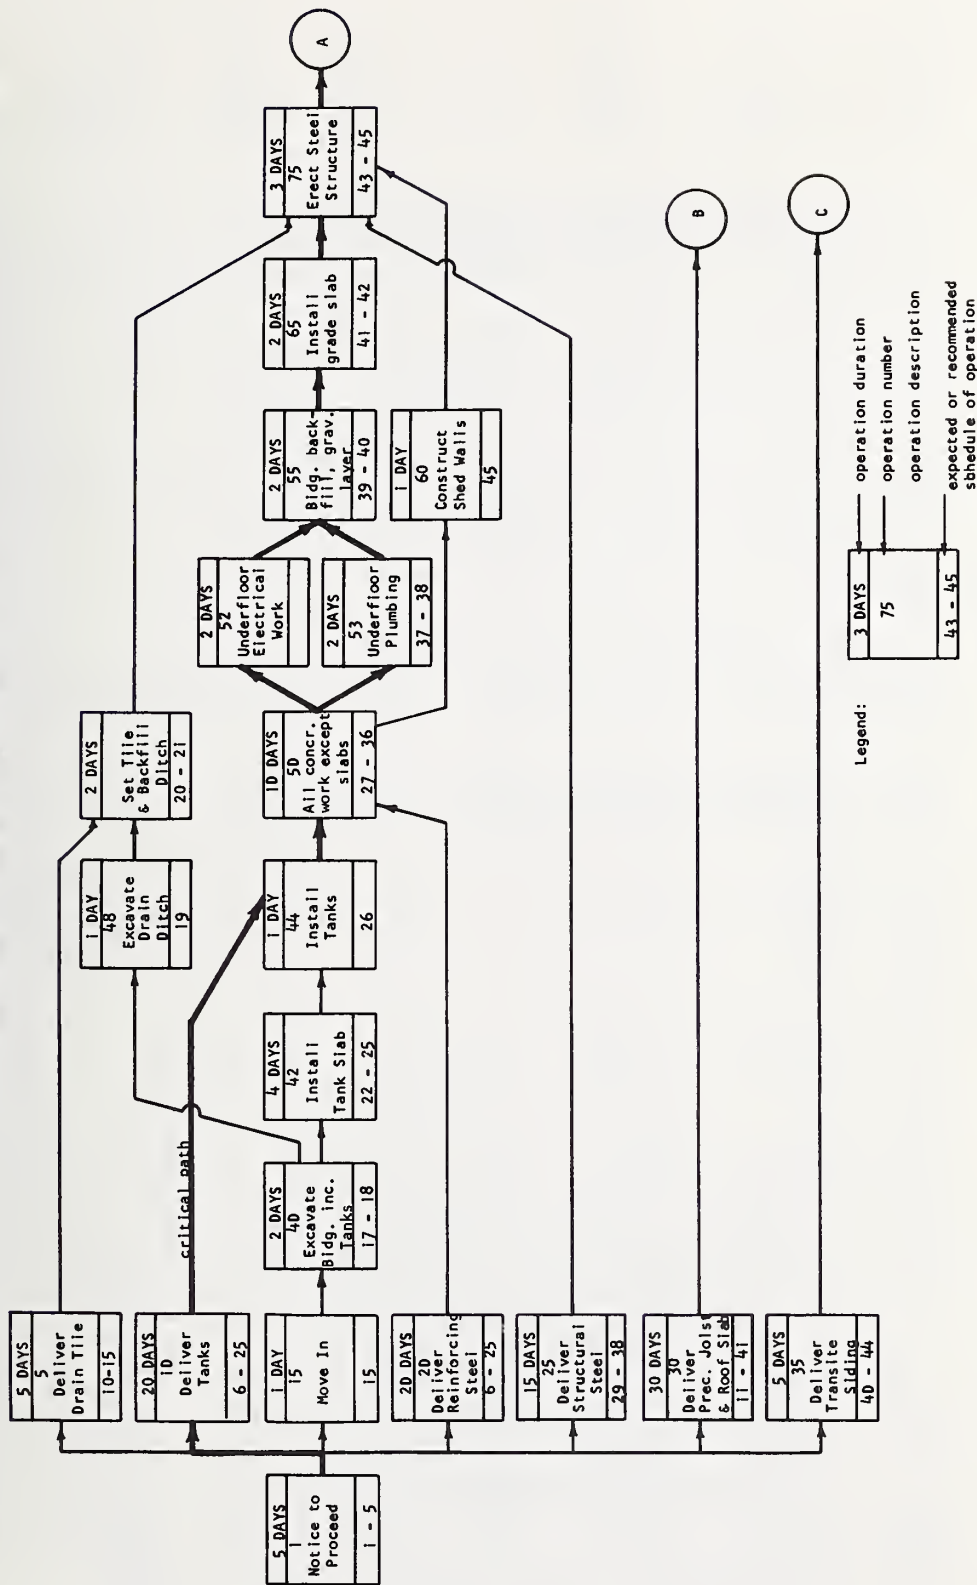 5 DAYS
1
Notice to
Proceed
1 - 5
5 DAYS
5
Deliver
Drain Tile
10-15
20 DAYS
10
Deliver
Tanks
6 - 25
1 DAY
15
Move In
15
20 DAYS
20
Deliver
Reinforcing
Steel
6 - 25
15 DAYS
25
Deliver
Structural
Steel
29 - 38
30 DAYS
30
Deliver
Prec. Jois
& Roof Slab
11 - 41
5 DAYS
35
Deliver
Transite
Siding
40 - 44
critical path
2 DAYS
40
Excavate
Bldg. inc.
Tanks
17 - 18
4 DAYS
42
Install
Tank Slab
22 - 25
1 DAY
48
Excavate
Drain
Ditch
19
1 DAY
44
Install
Tanks
26
2 DAYS
Set Tile
& Backfill
Ditch
20 - 21
10 DAYS
50
All concr.
work except
slabs
27 - 36
2 DAYS
52
Underfloor
Electrical
Work
2 DAYS
53
Underfloor
Plumbing
37 - 38
2 DAYS
55
Bldg. back-
fill, grav.
layer
39 - 40
1 DAY
60
Construct
Shed Walls
45
2 DAYS
65
Install
grade slab
41 - 42
3 DAYS
75
Erect Steel
Structure
43 - 45
A
B
C
Legend:
3 DAYS
75
43 - 45
operation duration
operation number
operation description
expected or recommended
sbhedule of operation